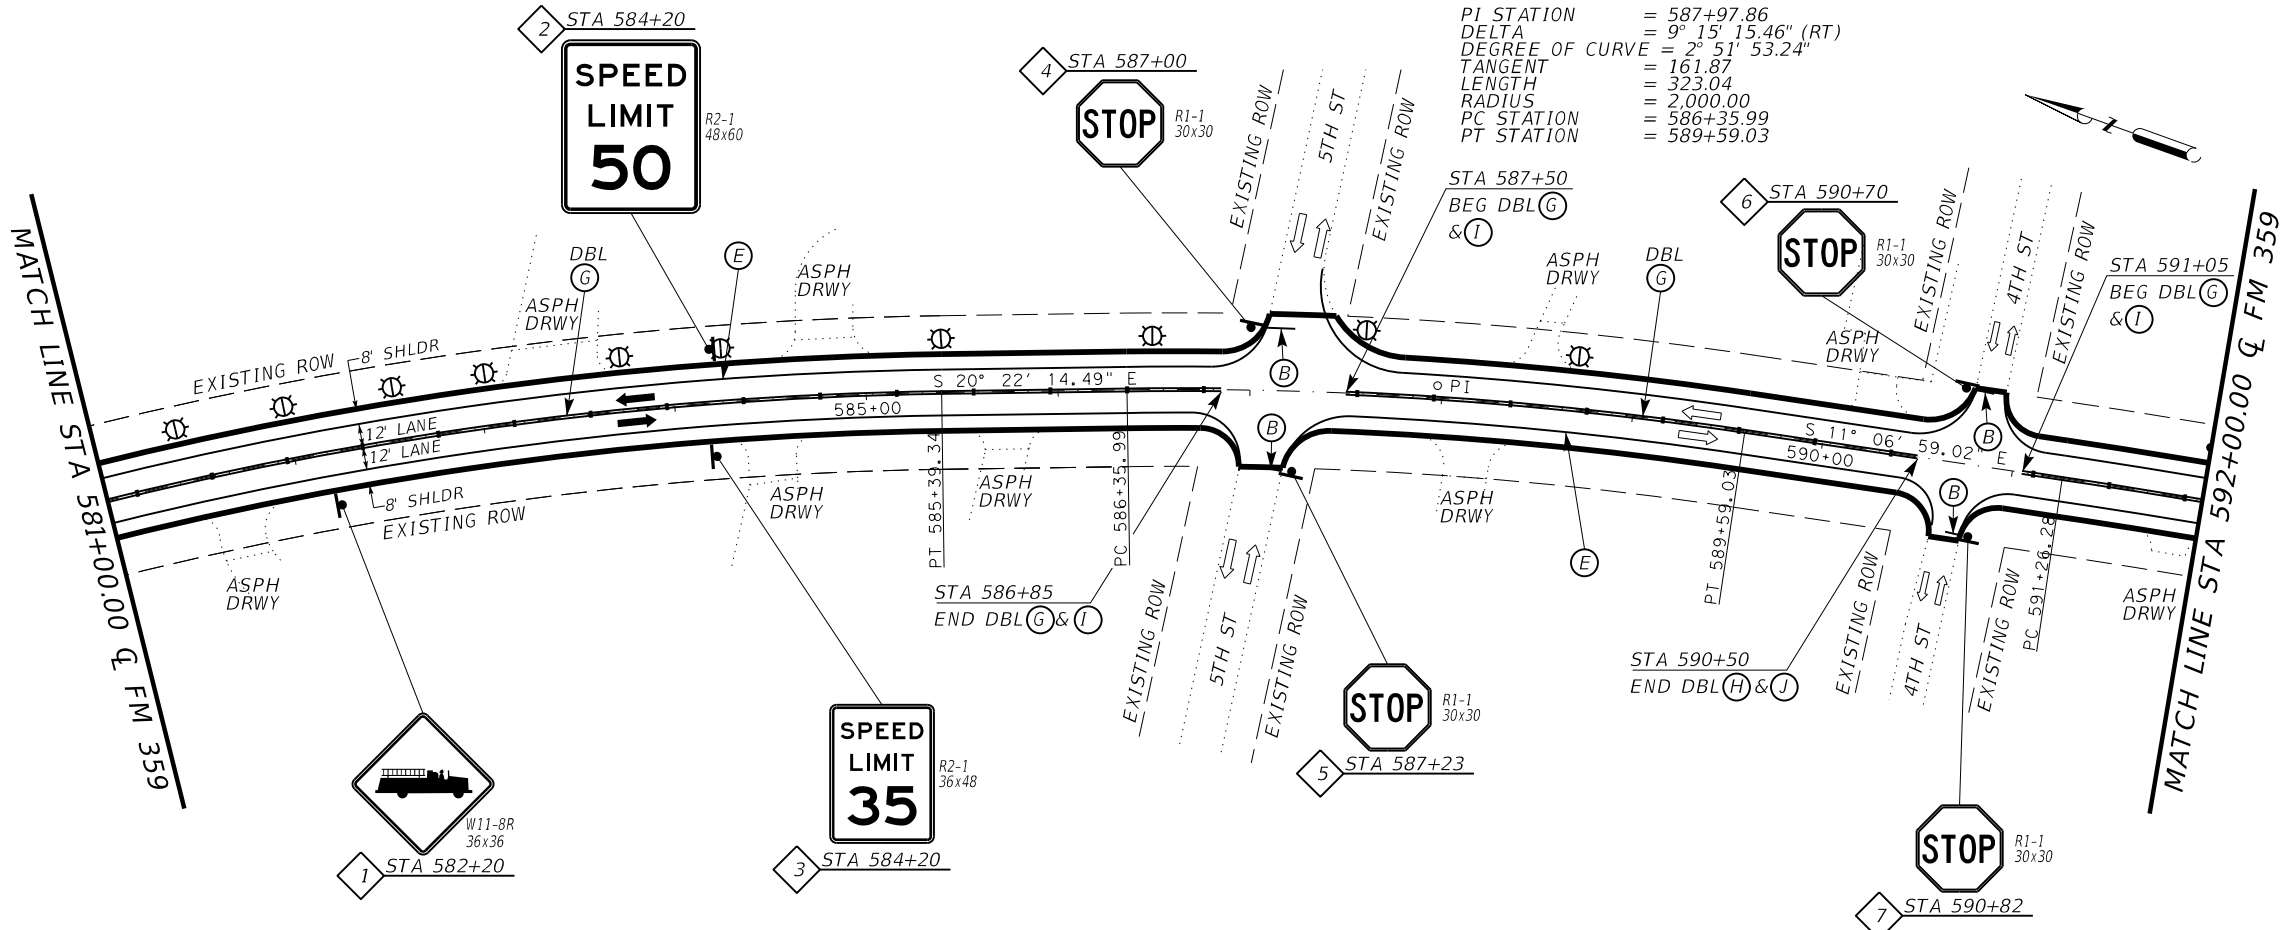 2 STA 584+20
SPEED
LIMIT
50
R2-1
48x60
4 STA 587+00
STOP
R1-1
30x30
PI STATION = 587+97.86
DELTA = 9° 15' 15.46" (RT)
DEGREE OF CURVE = 2° 51' 53.24"
TANGENT = 161.87
LENGTH = 323.04
RADIUS = 2,000.00
PC STATION = 586+35.99
PT STATION = 589+59.03
Z
EXISTING ROW
5TH ST
EXISTING ROW
STA 587+50
BEG DBL G
& I
6 STA 590+70
STOP
R1-1
30x30
EXISTING ROW
4TH ST
EXISTING ROW
STA 591+05
BEG DBL G
& I
MATCH LINE STA 581+00.00 ℄ FM 359
MATCH LINE STA 592+00.00 ℄ FM 359
DBL
G
E
ASPH
DRWY
ASPH
DRWY
ASPH
DRWY
DBL
G
ASPH
DRWY
EXISTING ROW
8' SHLDR
12' LANE
12' LANE
8' SHLDR
EXISTING ROW
S 20° 22' 14.49" E
585+00
B
B
PI
S 11° 06' 59.02" E
590+00
B
B
E
PT 585+39.34
PC 586+35.99
PT 589+59.03
PC 591+26.28
ASPH
DRWY
ASPH
DRWY
ASPH
DRWY
ASPH
DRWY
ASPH
DRWY
STA 586+85
END DBL G & I
EXISTING ROW
5TH ST
EXISTING ROW
STA 590+50
END DBL H & J
EXISTING ROW
4TH ST
EXISTING ROW
W11-8R
36x36
1 STA 582+20
SPEED
LIMIT
35
R2-1
36x48
3 STA 584+20
STOP
R1-1
30x30
5 STA 587+23
STOP
R1-1
30x30
7 STA 590+82